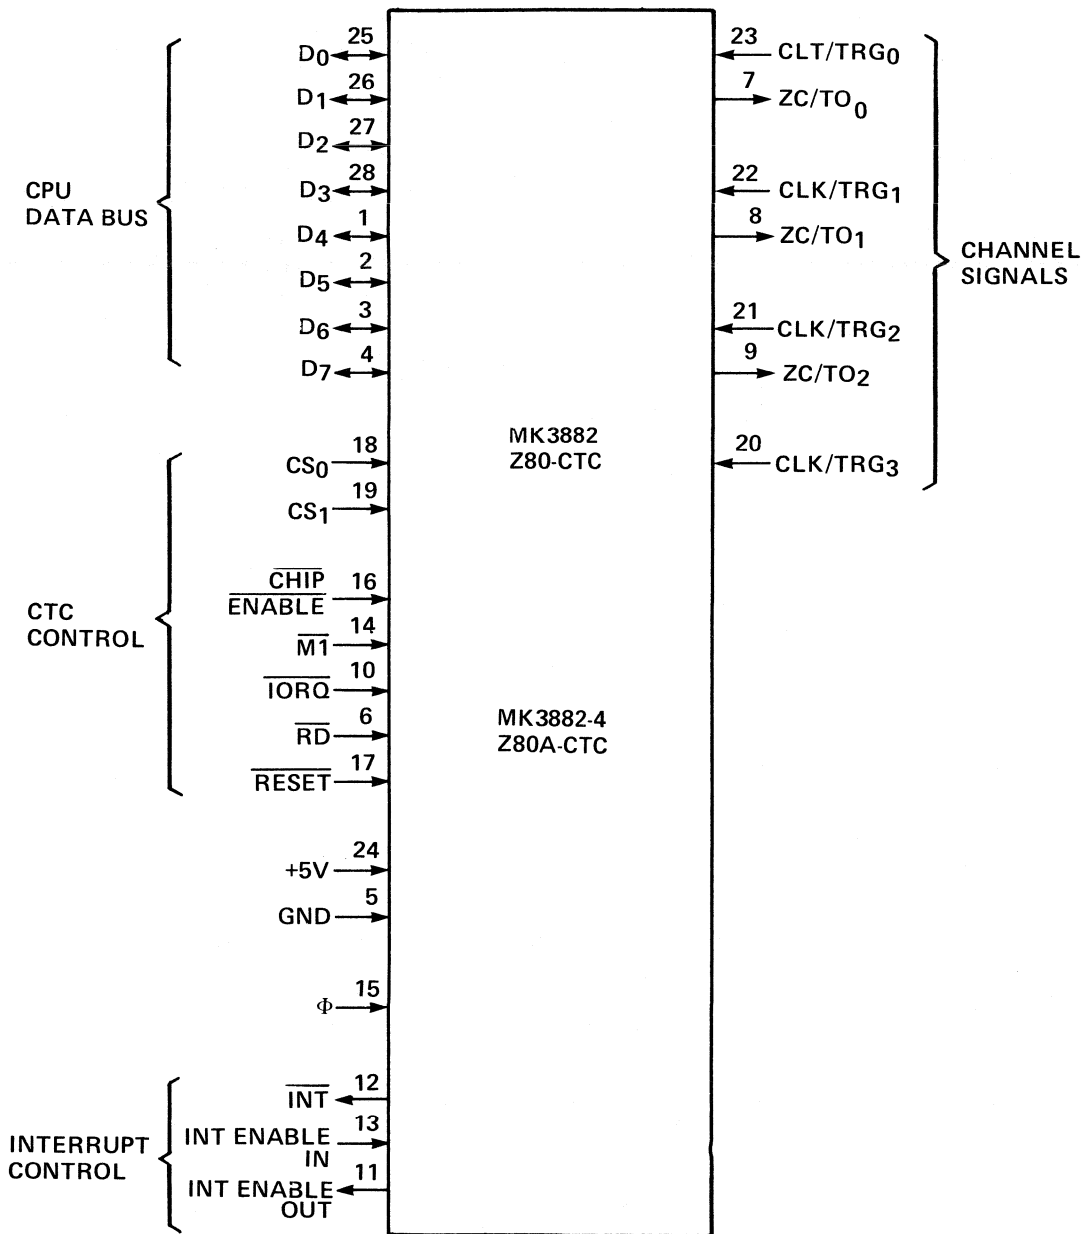 25
D0
26
D1
27
D2
28
D3
1
D4
2
D5
3
D6
4
D7
CPU
DATA BUS
18
CS0
19
CS1
16
CHIP
ENABLE
14
M1
10
IORQ
6
RD
17
RESET
CTC
CONTROL
24
+5V
5
GND
15
Φ
12
INT
13
INT ENABLE
IN
11
INT ENABLE
OUT
INTERRUPT
CONTROL
MK3882
Z80-CTC
MK3882-4
Z80A-CTC
23
CLT/TRG0
7
ZC/TO0
22
CLK/TRG1
8
ZC/TO1
21
CLK/TRG2
9
ZC/TO2
20
CLK/TRG3
CHANNEL
SIGNALS